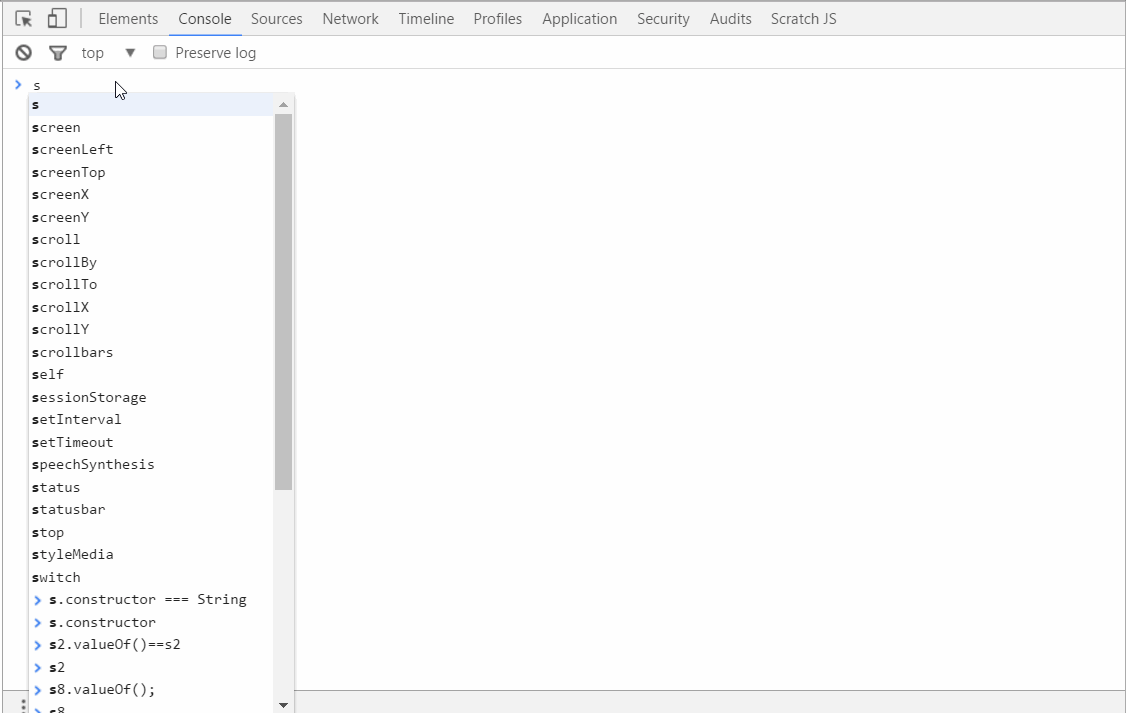 Elements Console Sources Network Timeline Profiles Application Security Audits Scratch JS
top Preserve log
s
s
screen
screenLeft
screenTop
screenX
screenY
scroll
scrollBy
scrollTo
scrollX
scrollY
scrollbars
self
sessionStorage
setInterval
setTimeout
speechSynthesis
status
statusbar
stop
styleMedia
switch
s.constructor === String
s.constructor
s2.valueOf()==s2
s2
s8.valueOf();
s8